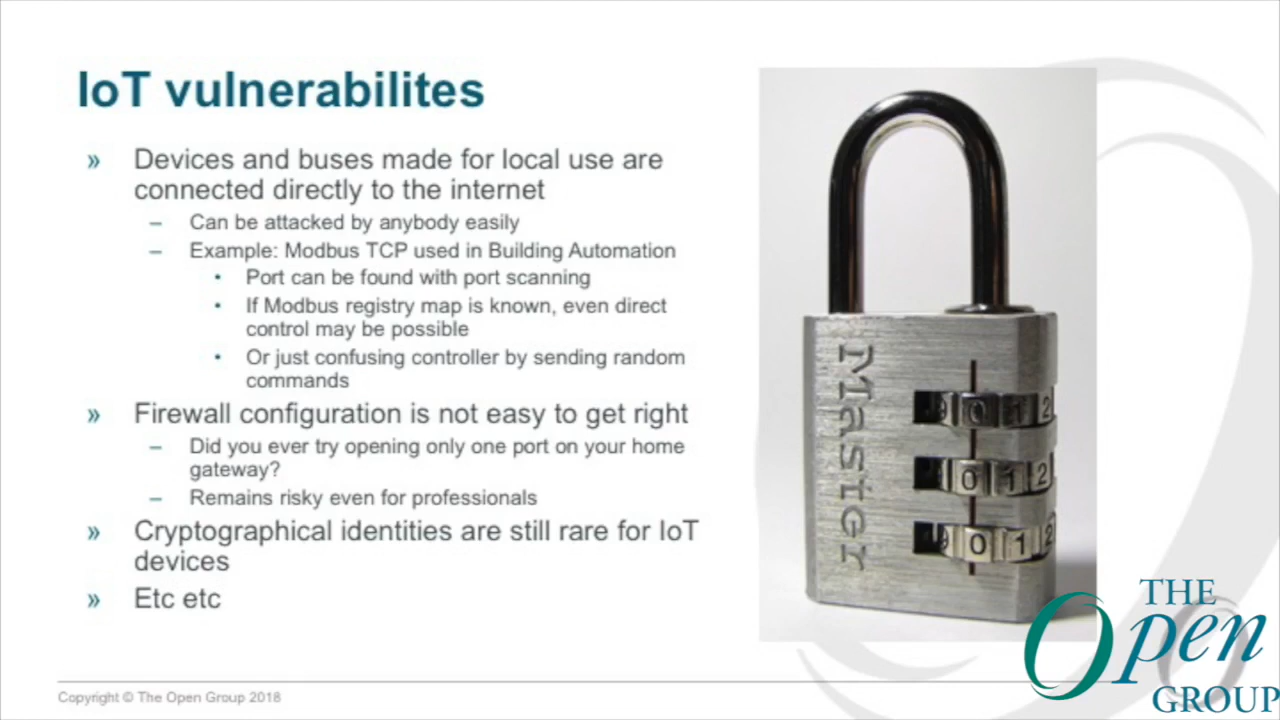 IoT vulnerabilites
» Devices and buses made for local use are
connected directly to the internet
– Can be attacked by anybody easily
– Example: Modbus TCP used in Building Automation
• Port can be found with port scanning
• If Modbus registry map is known, even direct
control may be possible
• Or just confusing controller by sending random
commands
» Firewall configuration is not easy to get right
– Did you ever try opening only one port on your home
gateway?
– Remains risky even for professionals
» Cryptographical identities are still rare for IoT
devices
» Etc etc
Master
9 0 1 2
0 1 2
9 0 1 2
THE
Open
GROUP
Copyright © The Open Group 2018